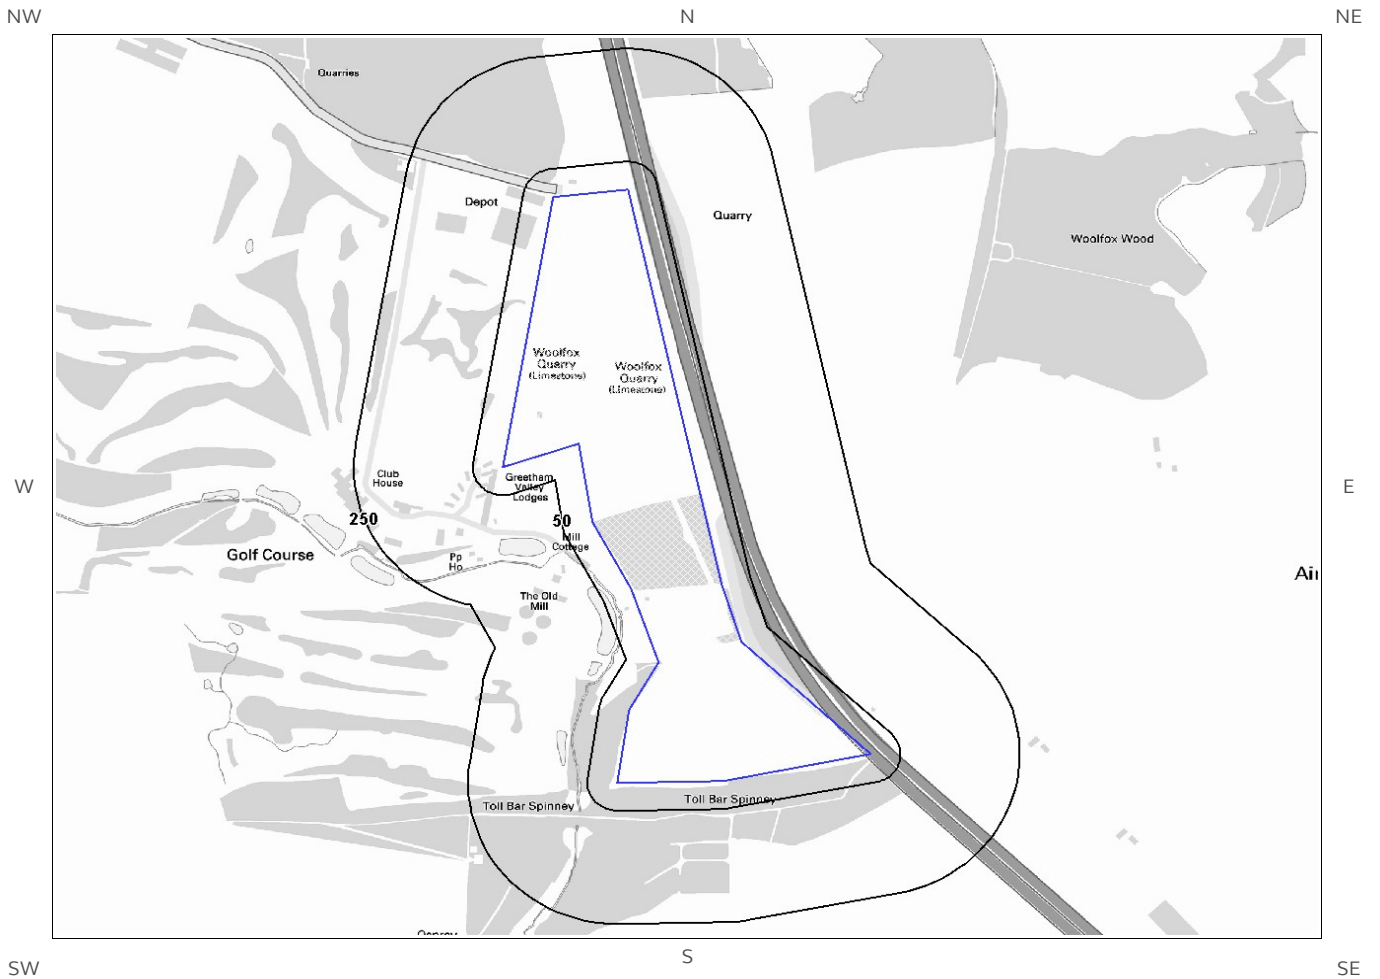 NW
N
NE
Quarries
Depot
Quarry
Woolfox Wood
Woolfox
Quarry
(Limestone)
Woolfox
Quarry
(Limestone)
Club
House
Greetham
Valley
Lodges
W
E
250
50
Mill
Cottage
Golf Course
Pp
Ho
Air
The Old
Mill
Toll Bar Spinney
Toll Bar Spinney
SW
S
SE